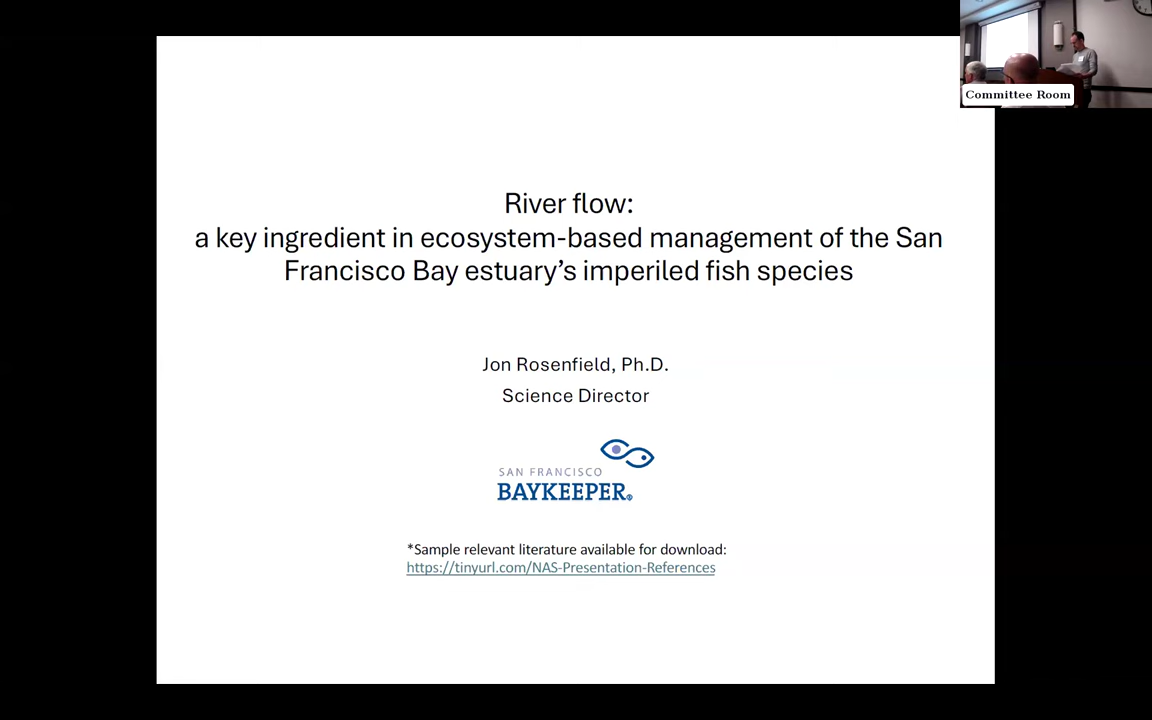 Committee Room
River flow:
a key ingredient in ecosystem-based management of the San
Francisco Bay estuary’s imperiled fish species
Jon Rosenfield, Ph.D.
Science Director
SAN FRANCISCO
BAYKEEPER®
*Sample relevant literature available for download:
https://tinyurl.com/NAS-Presentation-References